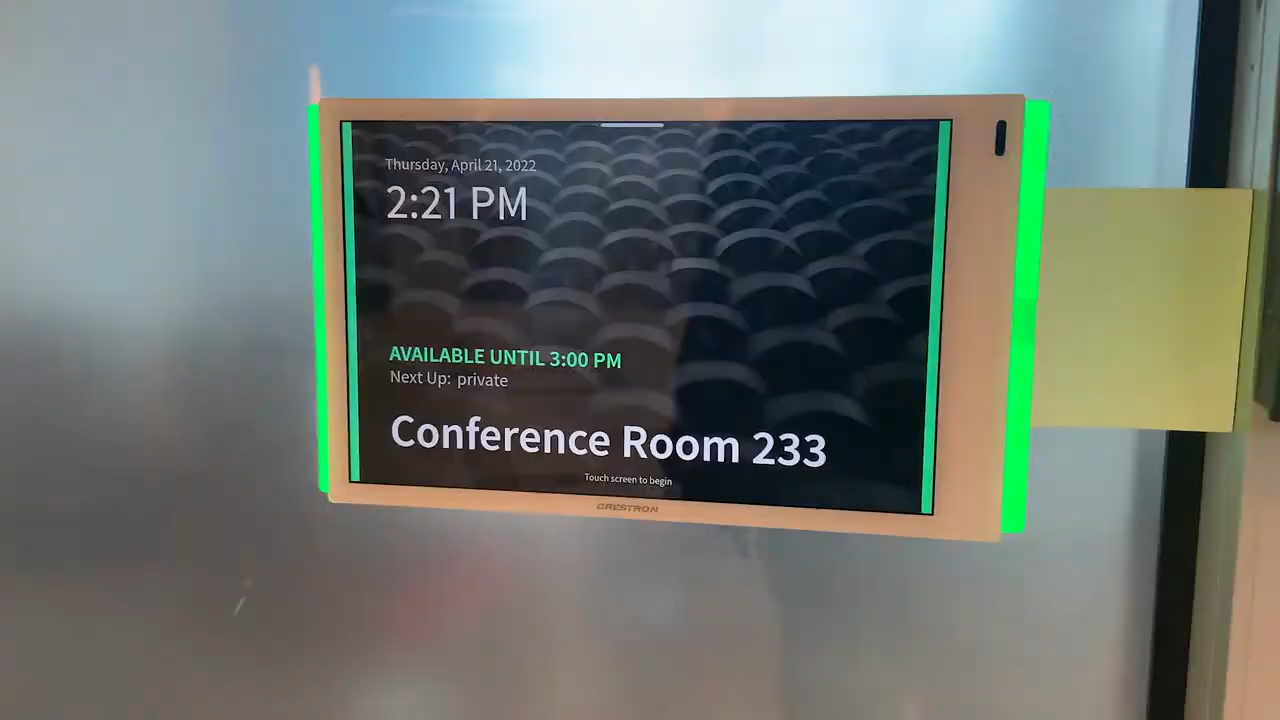 Thursday, April 21, 2022
2:21 PM
AVAILABLE UNTIL 3:00 PM
Next Up: private
Conference Room 233
Touch screen to begin
CRESTRON